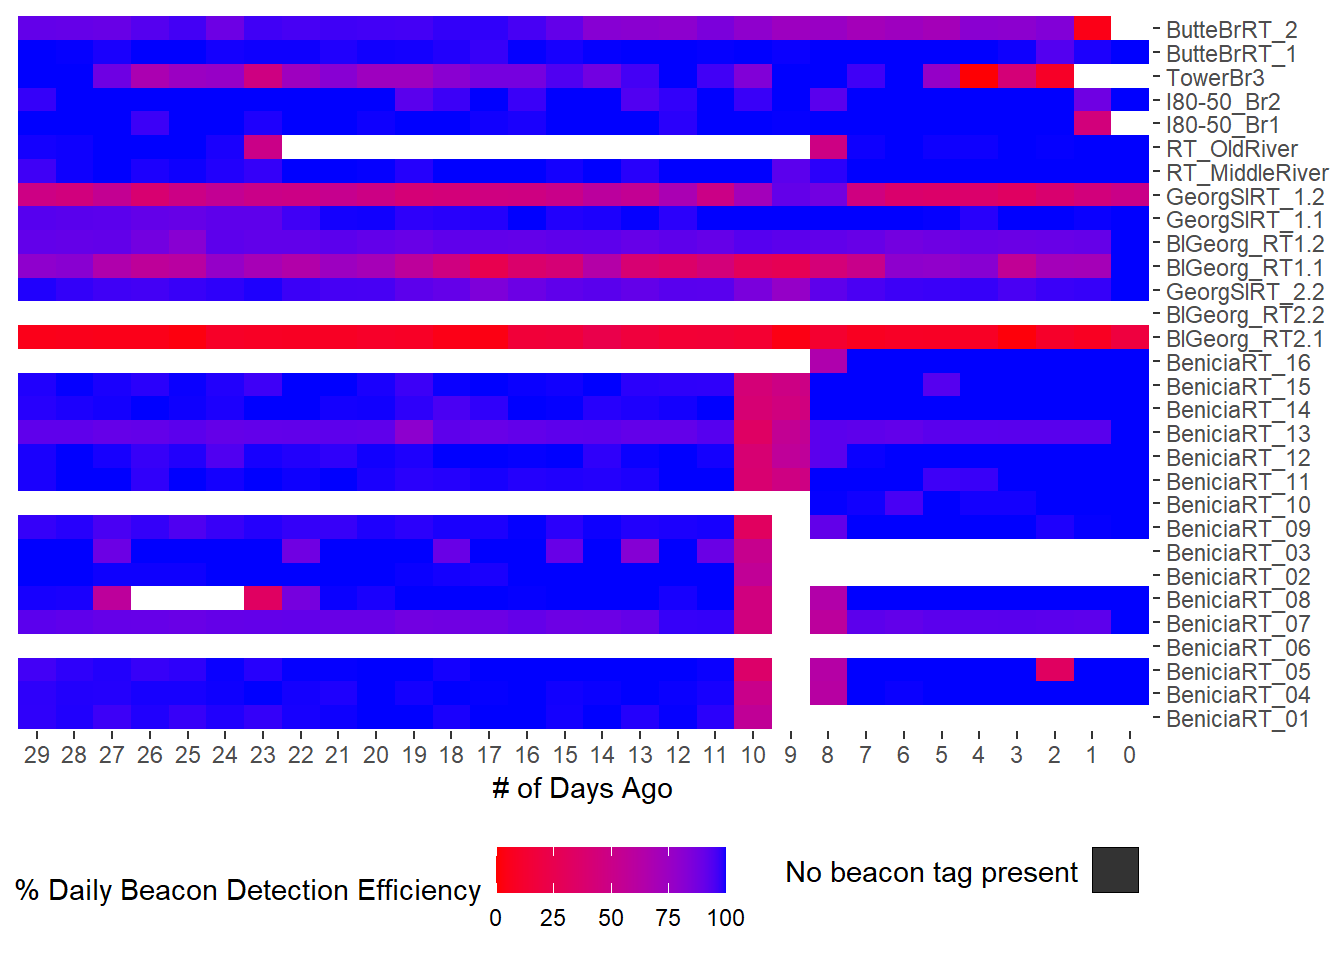 ButteBrRT_2
ButteBrRT_1
TowerBr3
I80-50_Br2
I80-50_Br1
RT_OldRiver
RT_MiddleRiver
GeorgSlRT_1.2
GeorgSlRT_1.1
BlGeorg_RT1.2
BlGeorg_RT1.1
GeorgSlRT_2.2
BlGeorg_RT2.2
BlGeorg_RT2.1
BeniciaRT_16
BeniciaRT_15
BeniciaRT_14
BeniciaRT_13
BeniciaRT_12
BeniciaRT_11
BeniciaRT_10
BeniciaRT_09
BeniciaRT_03
BeniciaRT_02
BeniciaRT_08
BeniciaRT_07
BeniciaRT_06
BeniciaRT_05
BeniciaRT_04
BeniciaRT_01
29 28 27 26 25 24 23 22 21 20 19 18 17 16 15 14 13 12 11 10 9 8 7 6 5 4 3 2 1 0
# of Days Ago
% Daily Beacon Detection Efficiency
0 25 50 75 100
No beacon tag present